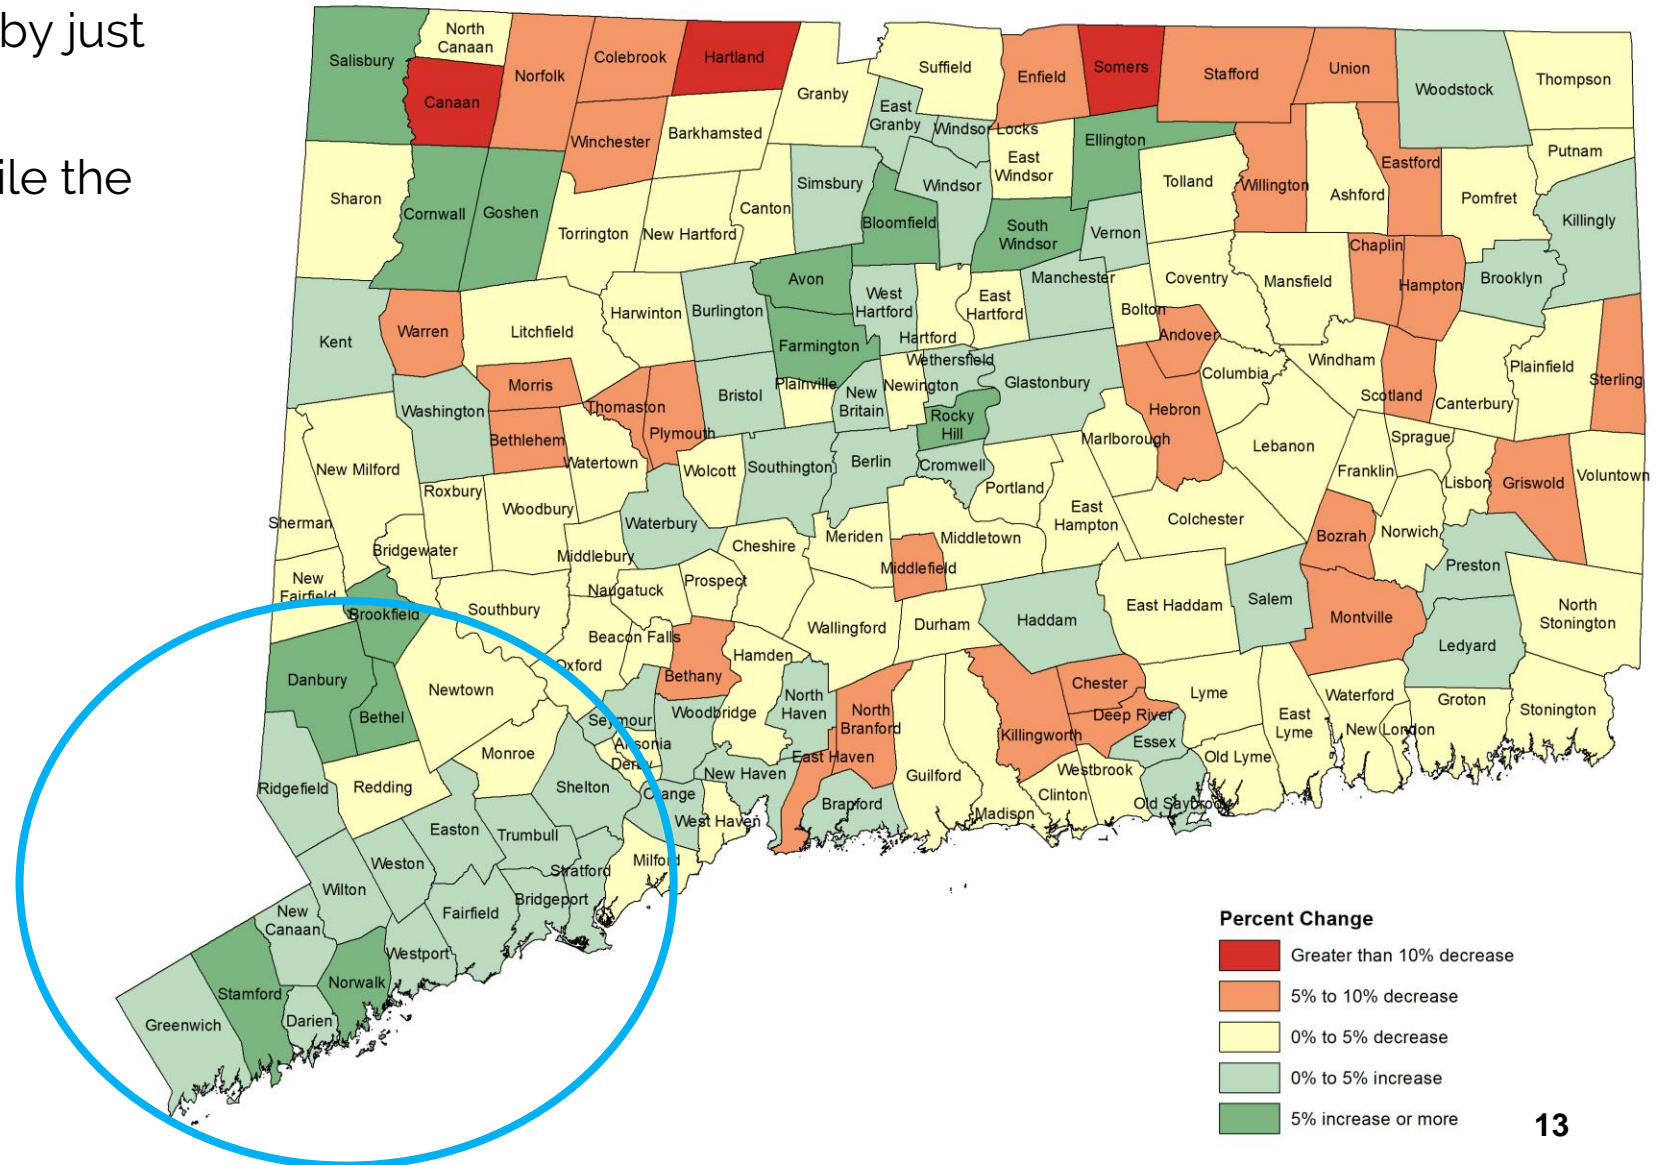 by just
ile the
Salisbury
North
Canaan
Canaan
Norfolk
Colebrook
Hartland
Winchester
Barkhamsted
Granby
Suffield
East
Granby
Windsor Locks
Enfield
Somers
Stafford
Union
Woodstock
Thompson
Sharon
Cornwall
Goshen
Torrington
New Hartford
Canton
Simsbury
Bloomfield
Windsor
East
Windsor
Ellington
South
Windsor
Vernon
Tolland
Willington
Ashford
Eastford
Pomfret
Putnam
Killingly
Kent
Warren
Litchfield
Harwinton
Burlington
Avon
Farmington
West
Hartford
Hartford
East
Hartford
Manchester
Bolton
Coventry
Andover
Mansfield
Chaplin
Hampton
Brooklyn
Washington
Morris
Bethlehem
Thomaston
Plymouth
Bristol
Plainville
New
Britain
Newington
Wethersfield
Rocky
Hill
Glastonbury
Hebron
Columbia
Windham
Scotland
Canterbury
Plainfield
Sterling
New Milford
Roxbury
Woodbury
Watertown
Wolcott
Southington
Berlin
Cromwell
Portland
Marlborough
East
Hampton
Lebanon
Colchester
Franklin
Sprague
Lisbon
Griswold
Voluntown
Sherman
Bridgewater
Middlebury
Waterbury
Cheshire
Meriden
Middletown
Middlefield
Bozrah
Norwich
Preston
New
Fairfield
Brookfield
Southbury
Naugatuck
Prospect
Beacon Falls
Oxford
Bethany
Hamden
Wallingford
Durham
Haddam
East Haddam
Salem
Montville
Ledyard
North
Stonington
Danbury
Bethel
Newtown
Seymour
Woodbridge
North
Haven
North
Branford
Killingworth
Chester
Deep River
Essex
Lyme
East
Lyme
Waterford
New London
Groton
Stonington
Ridgefield
Redding
Monroe
Ansonia
Derby
Shelton
Orange
New Haven
West Haven
East Haven
Branford
Guilford
Madison
Clinton
Westbrook
Old Saybrook
Old Lyme
Easton
Trumbull
Weston
Wilton
Stratford
Milford
Bridgeport
Fairfield
New
Canaan
Westport
Norwalk
Stamford
Darien
Greenwich
Percent Change
Greater than 10% decrease
5% to 10% decrease
0% to 5% decrease
0% to 5% increase
5% increase or more
13